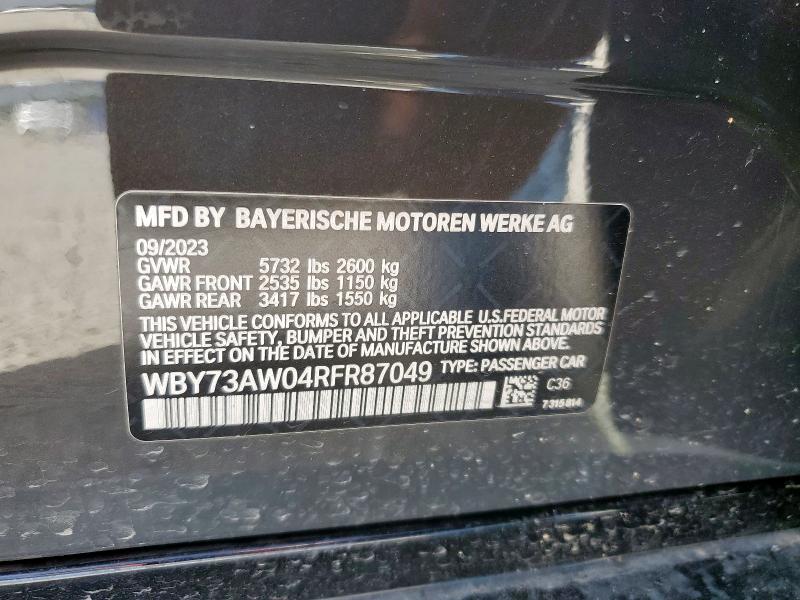 MFD BY BAYERISCHE MOTOREN WERKE AG
09/2023
GVWR 5732 lbs 2600 kg
GAWR FRONT 2535 lbs 1150 kg
GAWR REAR 3417 lbs 1550 kg
THIS VEHICLE CONFORMS TO ALL APPLICABLE U.S.FEDERAL MOTOR
VEHICLE SAFETY, BUMPER AND THEFT PREVENTION STANDARDS
IN EFFECT ON THE DATE OF MANUFACTURE SHOWN ABOVE.
WBY73AW04RFR87049 TYPE: PASSENGER CAR
C36
7315814